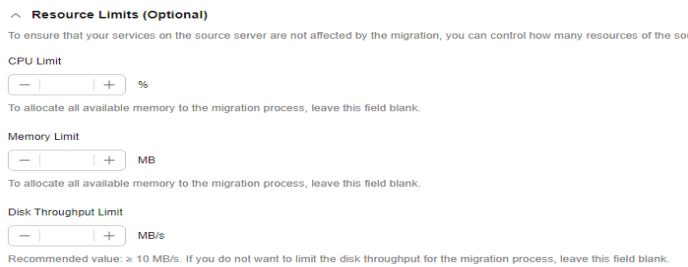 Resource Limits (Optional)
To ensure that your services on the source server are not affected by the migration, you can control how many resources of the
CPU Limit
− + %
To allocate all available memory to the migration process, leave this field blank.
Memory Limit
− + MB
To allocate all available memory to the migration process, leave this field blank.
Disk Throughput Limit
− + MB/s
Recommended value: ≥ 10 MB/s. If you do not want to limit the disk throughput for the migration process, leave this field blank.